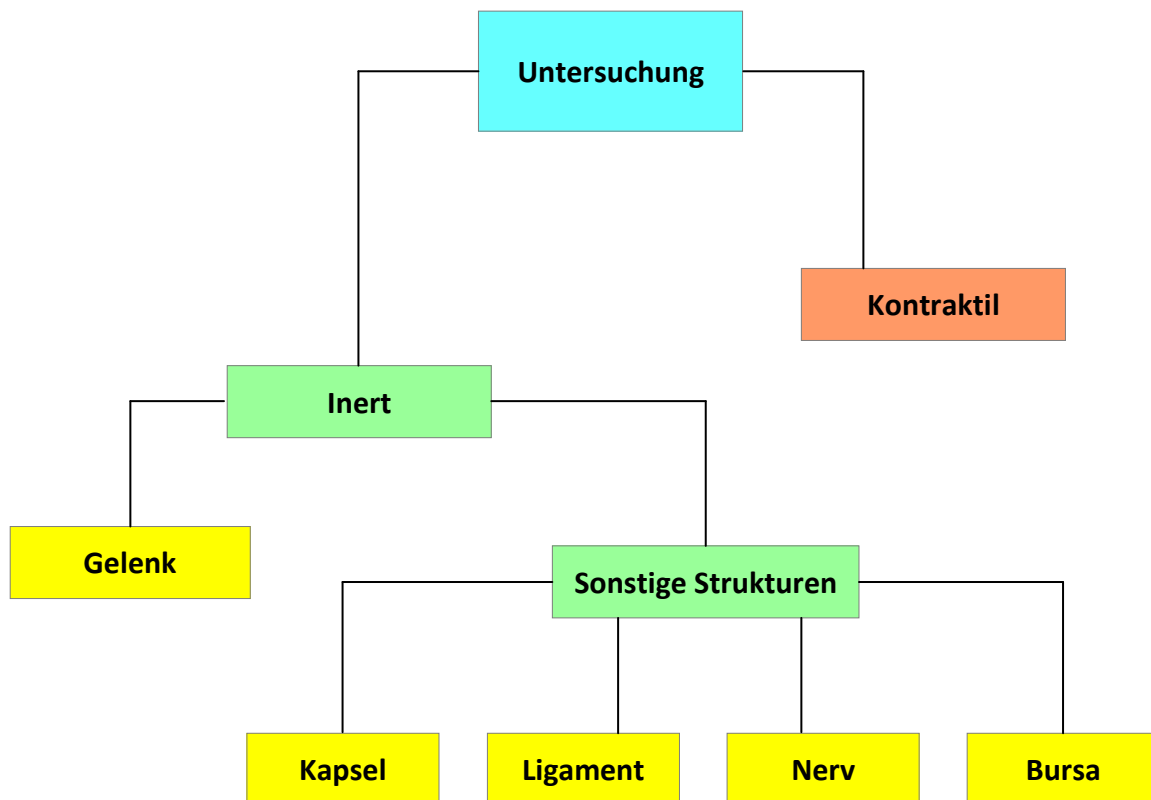 Untersuchung
Kontraktil
Inert
Gelenk
Sonstige Strukturen
Kapsel
Ligament
Nerv
Bursa